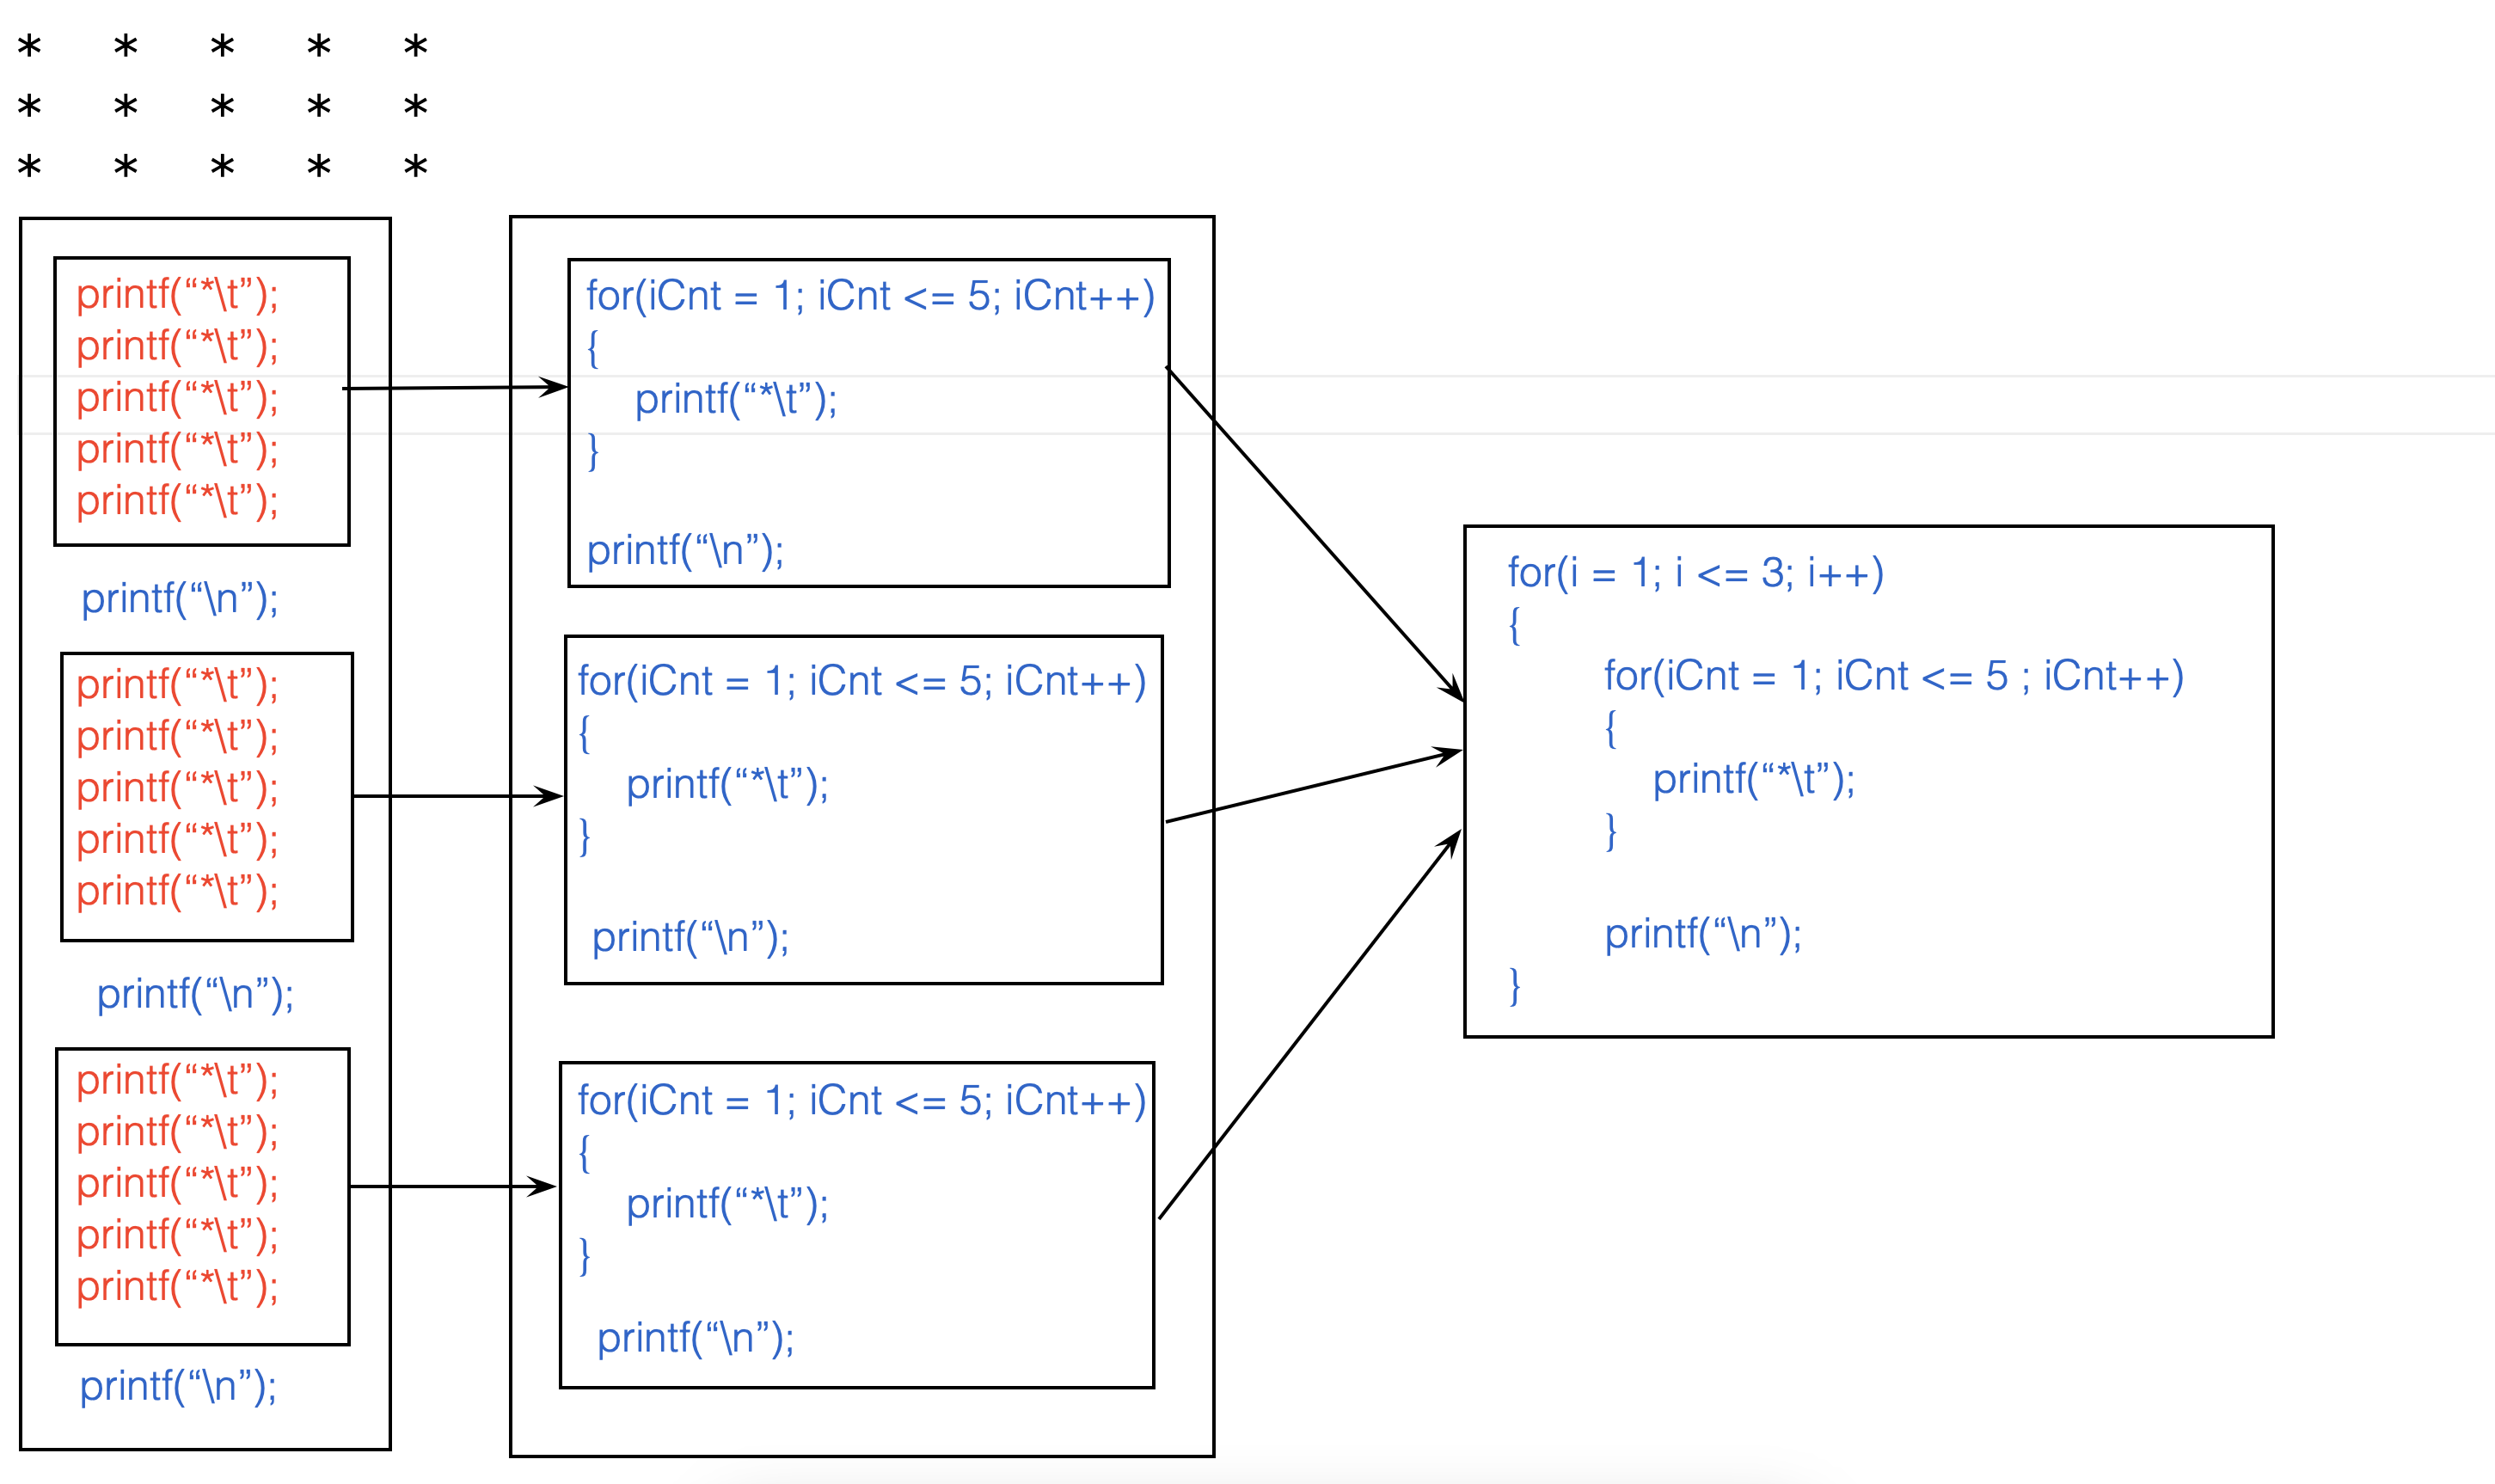 * * * * *
* * * * *
* * * * *
printf(“*\t”);
printf(“*\t”);
printf(“*\t”);
printf(“*\t”);
printf(“*\t”);
printf(“\n”);
printf(“*\t”);
printf(“*\t”);
printf(“*\t”);
printf(“*\t”);
printf(“*\t”);
printf(“\n”);
printf(“*\t”);
printf(“*\t”);
printf(“*\t”);
printf(“*\t”);
printf(“*\t”);
printf(“\n”);
for(iCnt = 1; iCnt <= 5; iCnt++)
{
printf(“*\t”);
}
printf(“\n”);
for(iCnt = 1; iCnt <= 5; iCnt++)
{
printf(“*\t”);
}
printf(“\n”);
for(iCnt = 1; iCnt <= 5; iCnt++)
{
printf(“*\t”);
}
printf(“\n”);
for(i = 1; i <= 3; i++)
{
for(iCnt = 1; iCnt <= 5 ; iCnt++)
{
printf(“*\t”);
}
printf(“\n”);
}